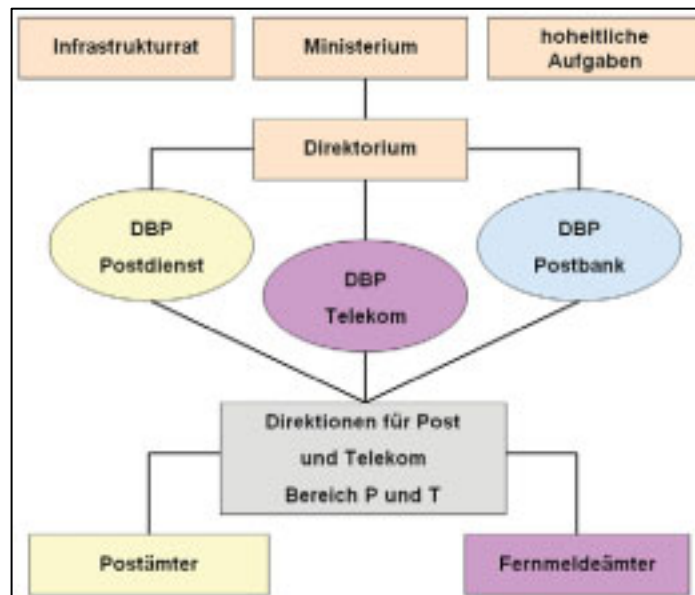 Infrastrukturrat
Ministerium
hoheitliche
Aufgaben
Direktorium
DBP
Postdienst
DBP
Telekom
DBP
Postbank
Direktionen für Post
und Telekom
Bereich P und T
Postämter
Fernmeldeämter